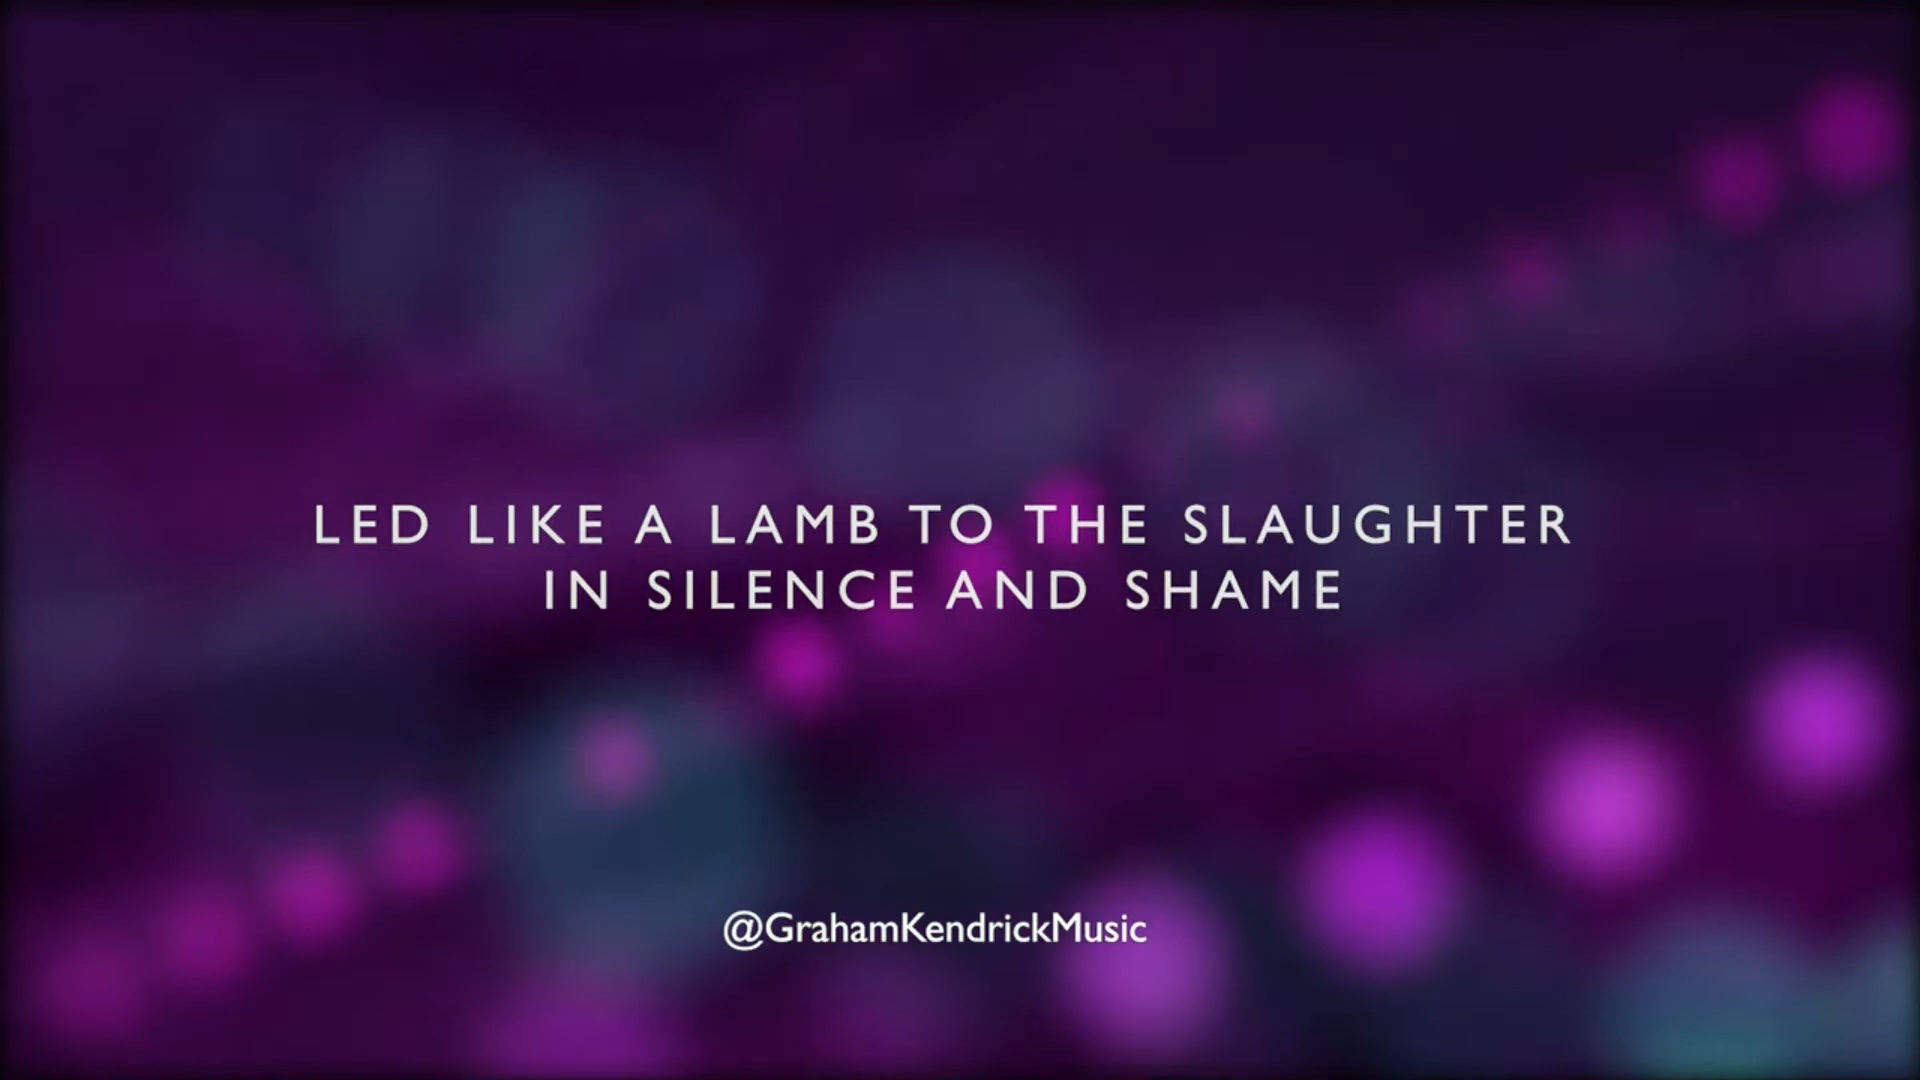 LED LIKE A LAMB TO THE SLAUGHTER
IN SILENCE AND SHAME
@GrahamKendrickMusic